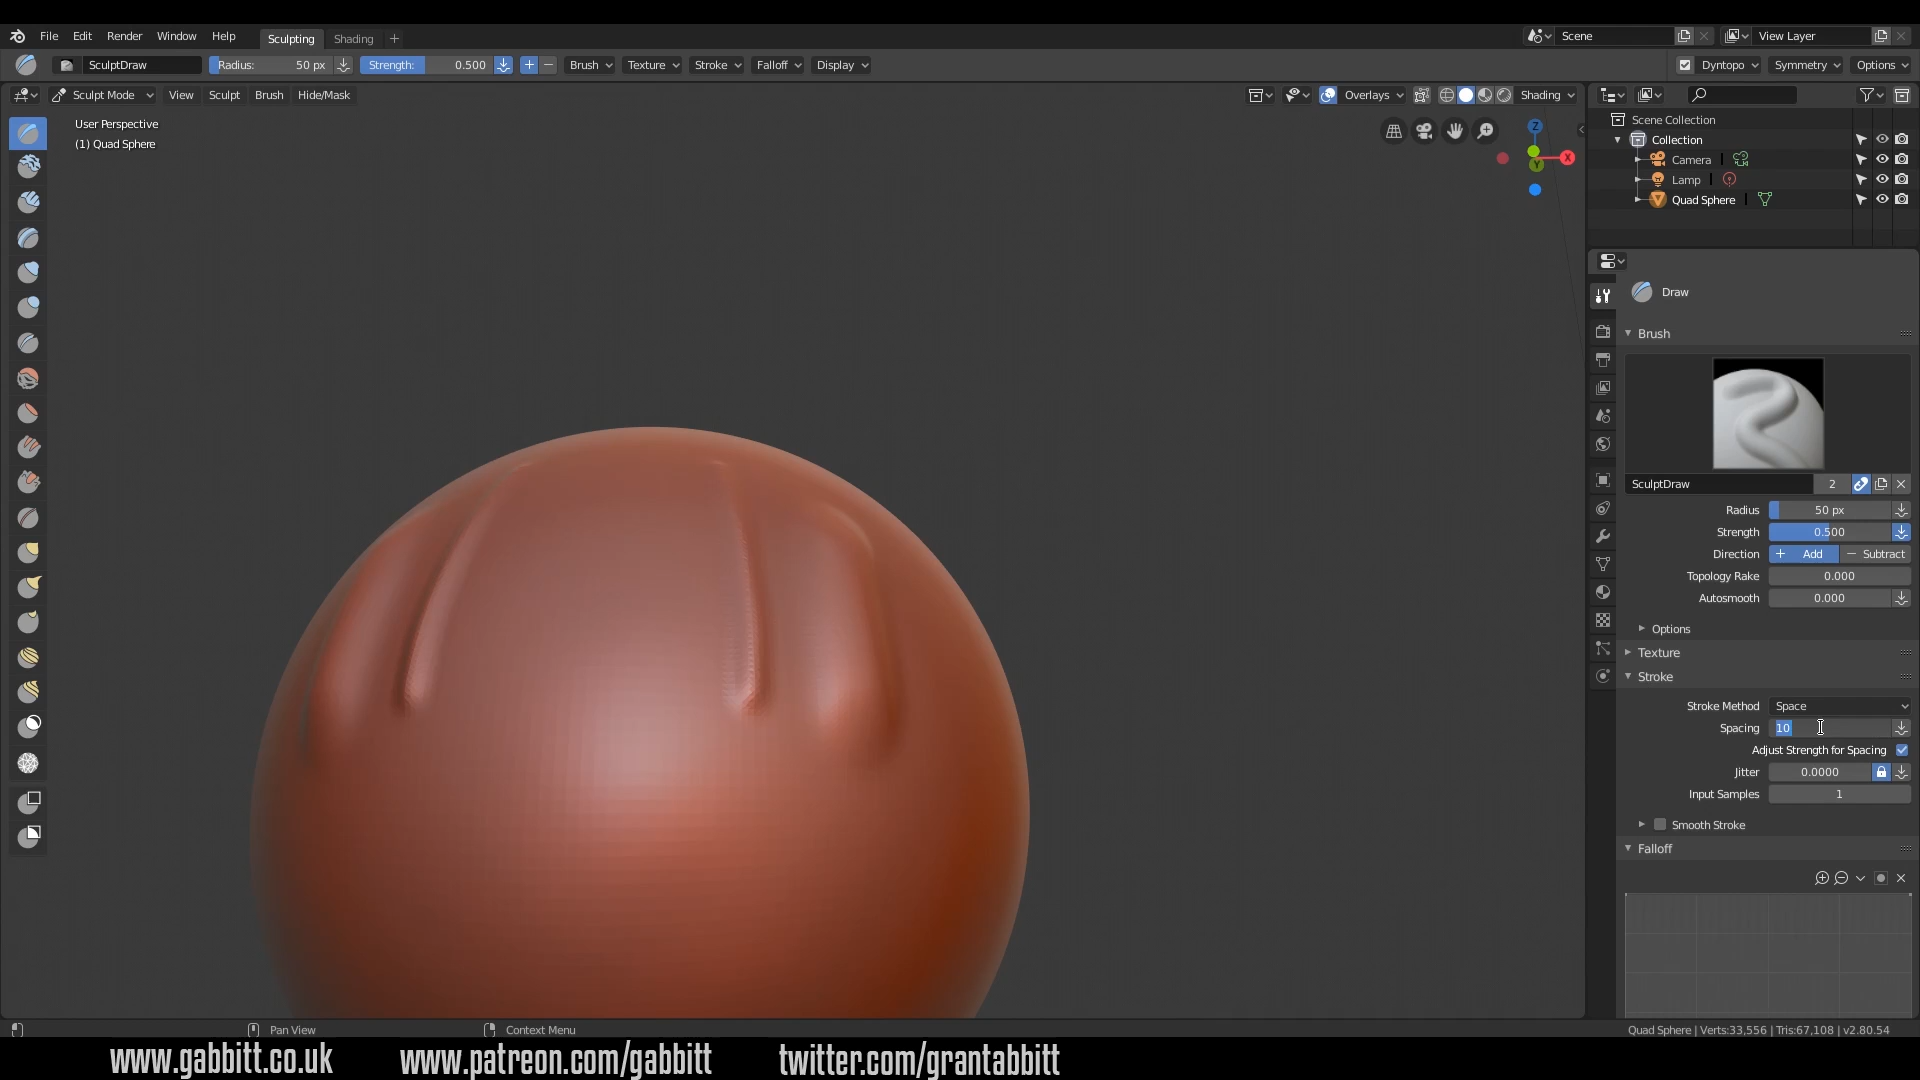 File Edit Render Window Help Sculpting Shading + Scene View Layer
SculptDraw Radius: 50 px Strength: 0.500 + − Brush Texture Stroke Falloff Display Dyntopo Symmetry Options
Sculpt Mode View Sculpt Brush Hide/Mask Overlays Shading
User Perspective
(1) Quad Sphere
Z
X
Y
Scene Collection
Collection
Camera
Lamp
Quad Sphere
Draw
Brush
SculptDraw 2
Radius 50 px
Strength 0.500
Direction + Add − Subtract
Topology Rake 0.000
Autosmooth 0.000
Options
Texture
Stroke
Stroke Method Space
Spacing 10
Adjust Strength for Spacing
Jitter 0.0000
Input Samples 1
Smooth Stroke
Falloff
Pan View Context Menu Quad Sphere | Verts:33,556 | Tris:67,108 | v2.80.54
www.gabbitt.co.uk www.patreon.com/gabbitt twitter.com/grantabbitt